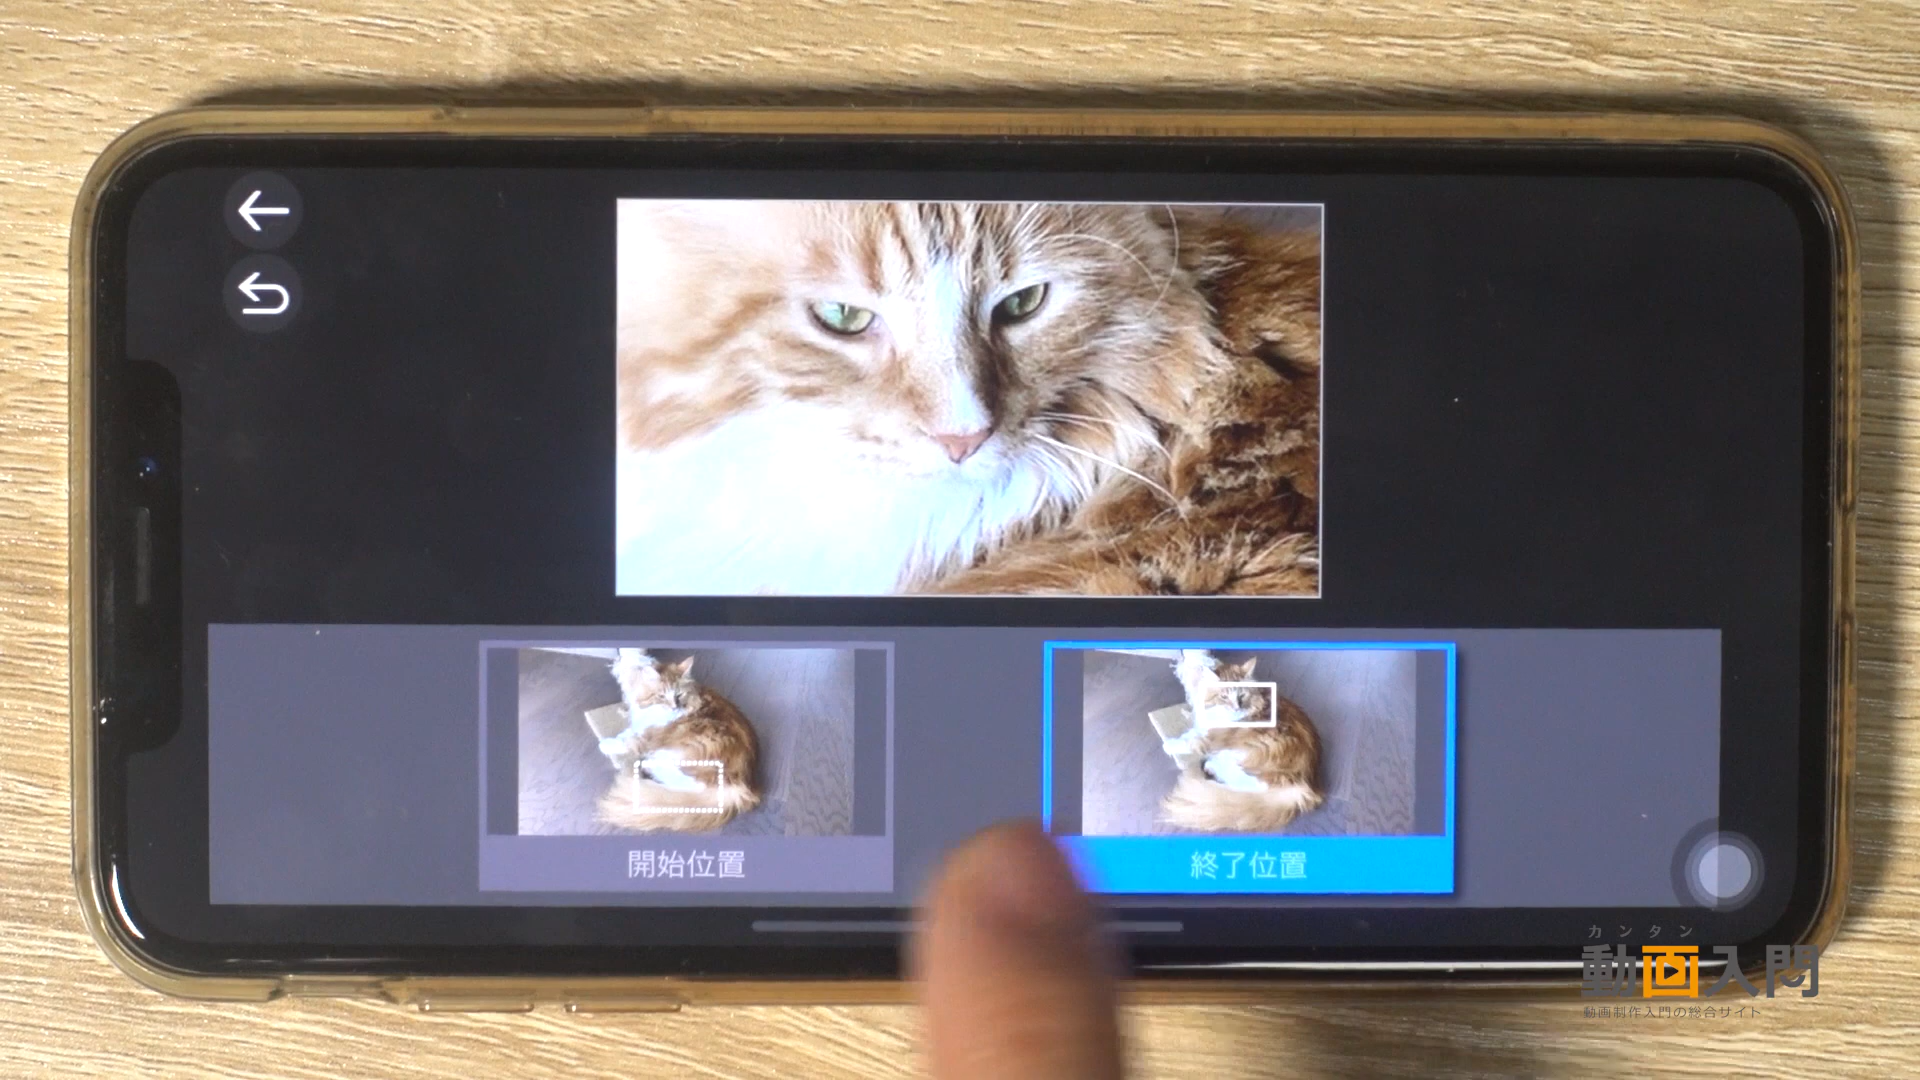 開始位置
終了位置
カンタン
動画入門
動画制作入門の総合サイト